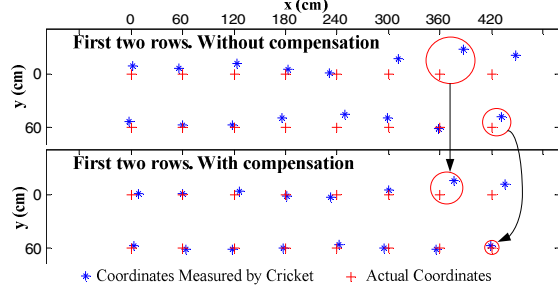 x (cm)
0 60 120 180 240 300 360 420
First two rows. Without compensation
y (cm)
0
60
First two rows. With compensation
y (cm)
0
60
Coordinates Measured by Cricket
Actual Coordinates